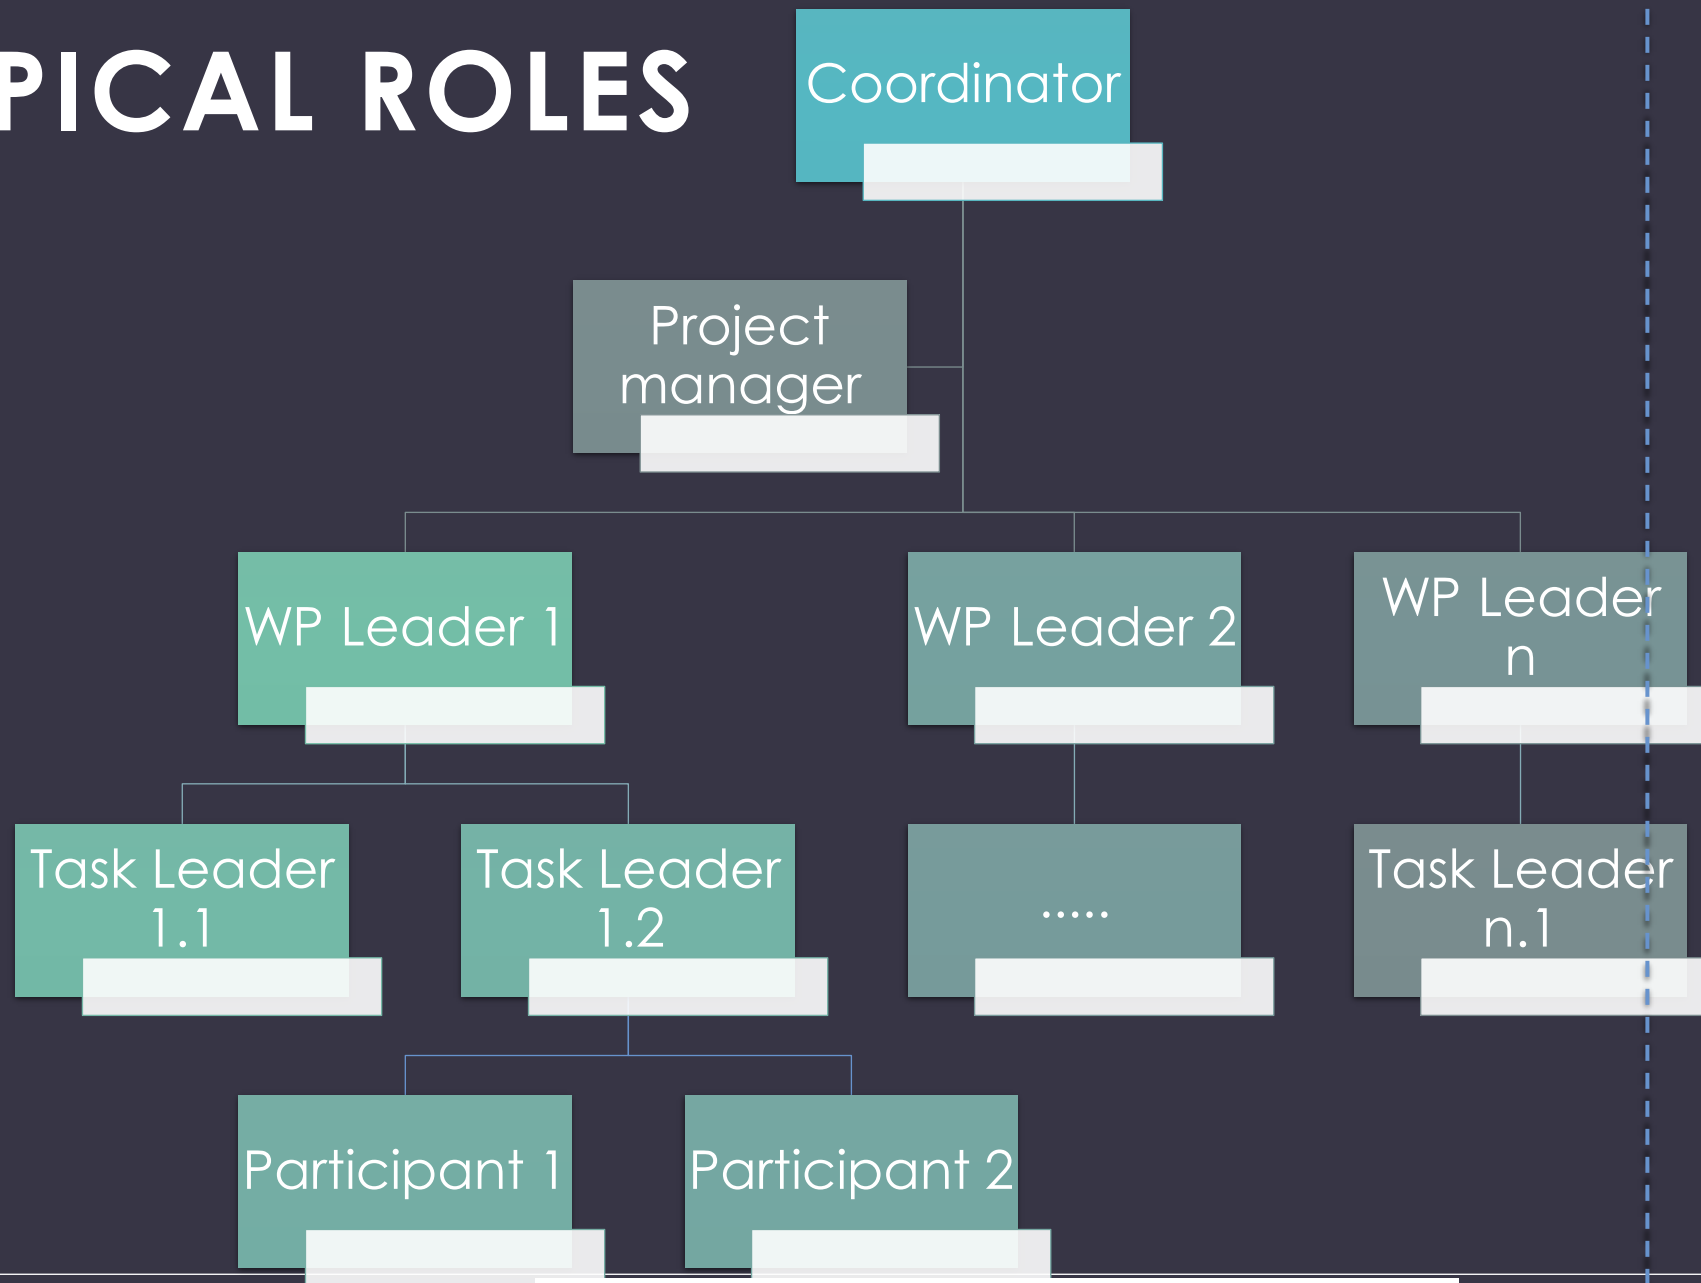 PICAL ROLES
Coordinator
Project
manager
WP Leader 1
WP Leader 2
WP Leader
n
Task Leader
1.1
Task Leader
1.2
.....
Task Leader
n.1
Participant 1
Participant 2